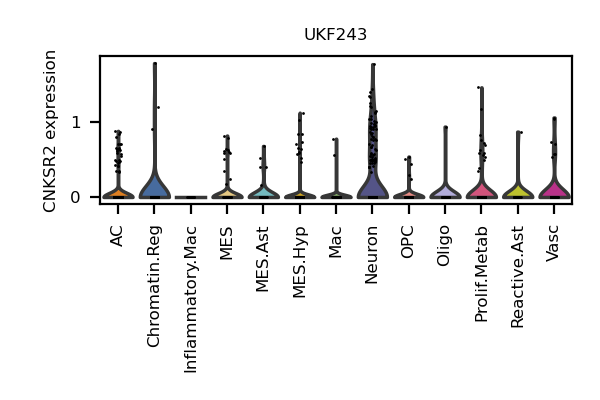 UKF243
CNKSR2 expression
1
0
AC
Chromatin.Reg
Inflammatory.Mac
MES
MES.Ast
MES.Hyp
Mac
Neuron
OPC
Oligo
Prolif.Metab
Reactive.Ast
Vasc